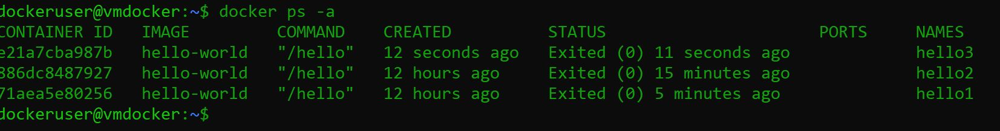 dockeruser@vmdocker:~$ docker ps -a
CONTAINER ID   IMAGE         COMMAND    CREATED          STATUS                      PORTS     NAMES
e21a7cba987b   hello-world   "/hello"   12 seconds ago   Exited (0) 11 seconds ago             hello3
886dc8487927   hello-world   "/hello"   12 hours ago     Exited (0) 15 minutes ago             hello2
71aea5e80256   hello-world   "/hello"   12 hours ago     Exited (0) 5 minutes ago              hello1
dockeruser@vmdocker:~$